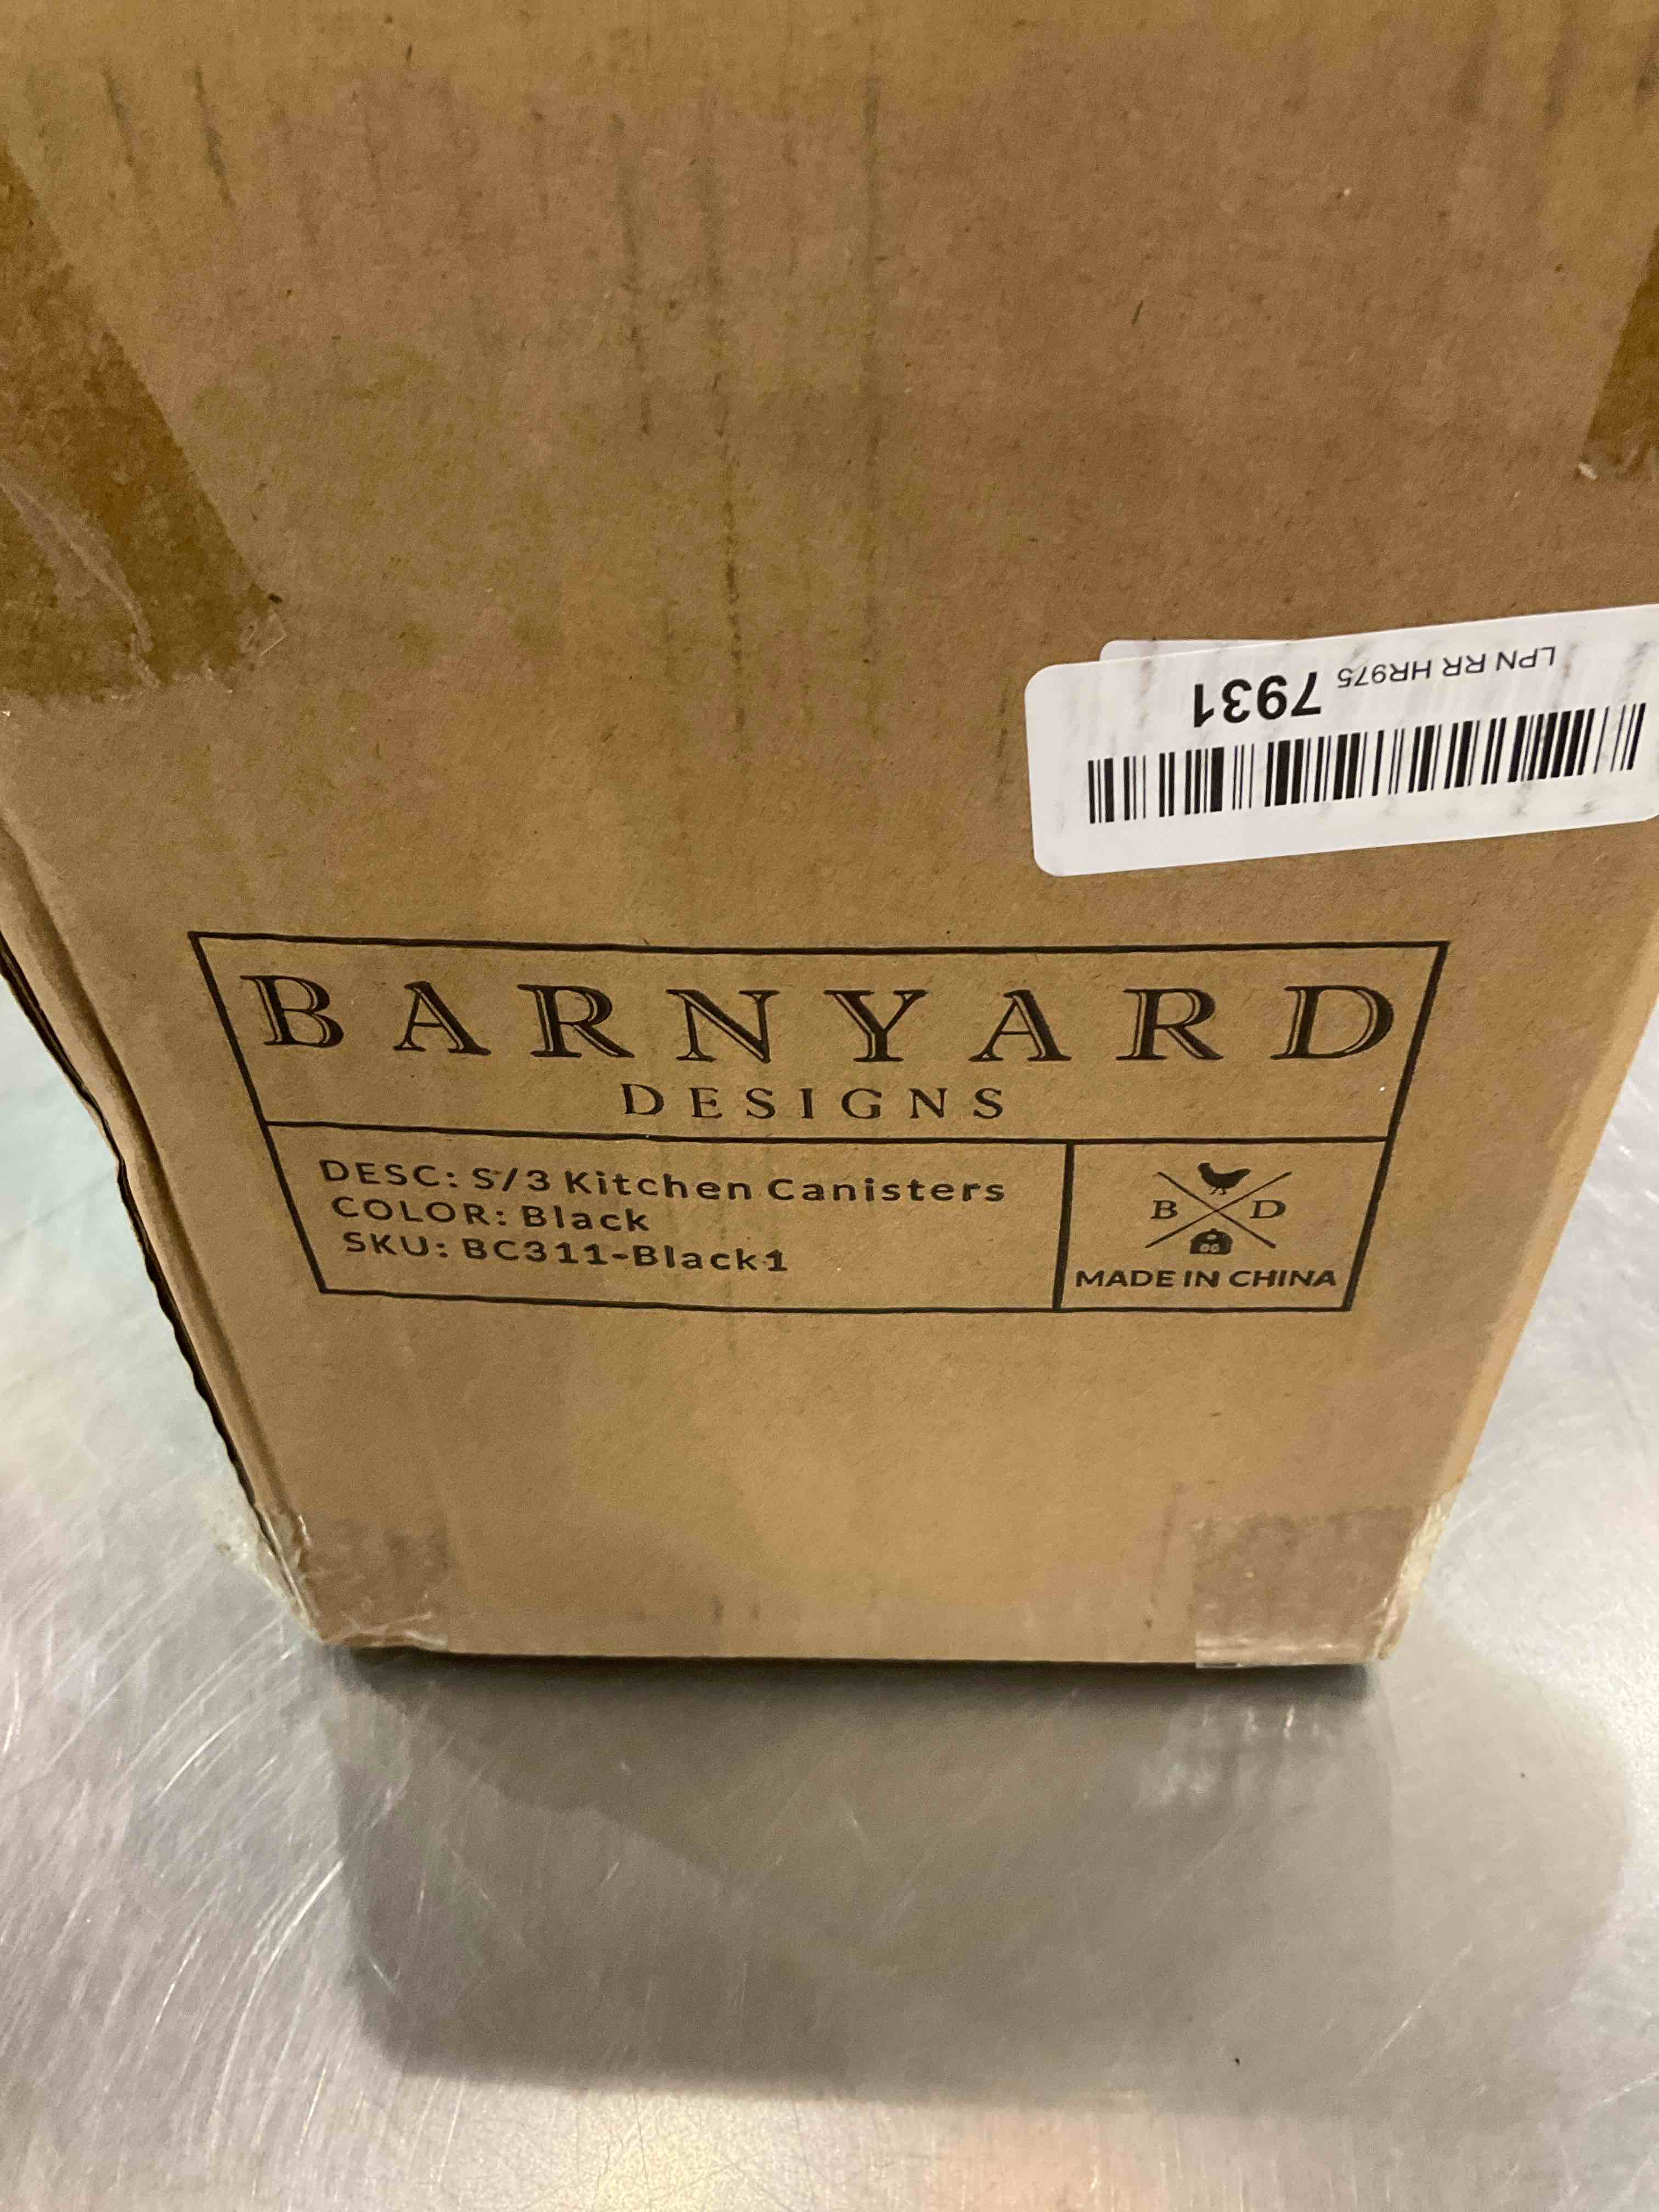 LPN RR HR975 7931
BARNYARD
DESIGNS
DESC: S/3 Kitchen Canisters
COLOR: Black
SKU: BC311-Black1
B D
MADE IN CHINA